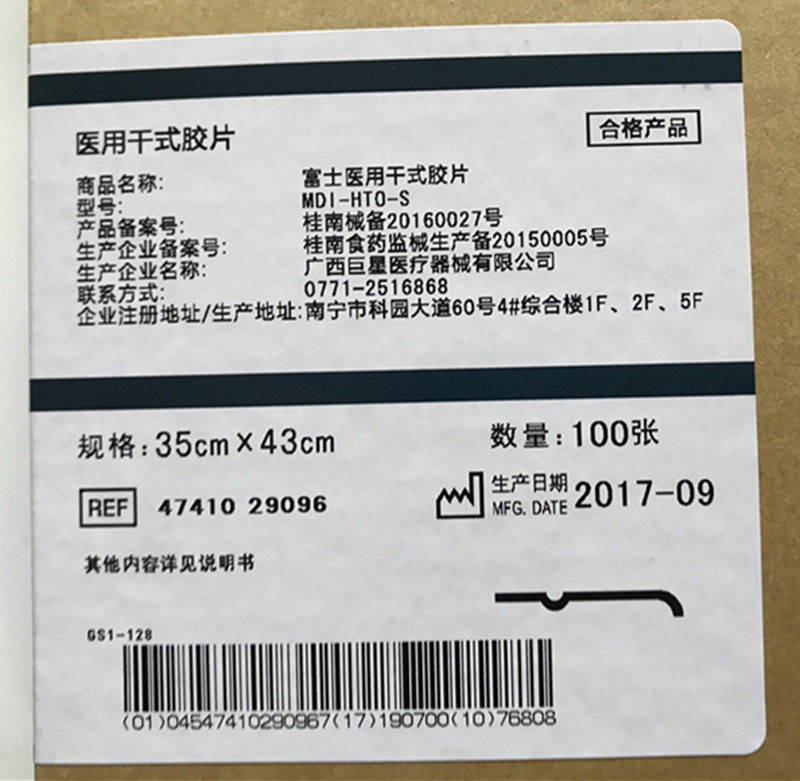 医用干式胶片
合格产品
商品名称: 富士医用干式胶片
型号: MDI-HTO-S
产品备案号: 桂南械备20160027号
生产企业备案号: 桂南食药监械生产备20150005号
生产企业名称: 广西巨星医疗器械有限公司
联系方式: 0771-2516868
企业注册地址/生产地址:南宁市科园大道60号4#综合楼1F、2F、5F
规格:35cm×43cm
数量:100张
REF 47410 29096
生产日期 2017-09
MFG. DATE
其他内容详见说明书
GS1-128
(01)04547410290967(17)190700(10)76808